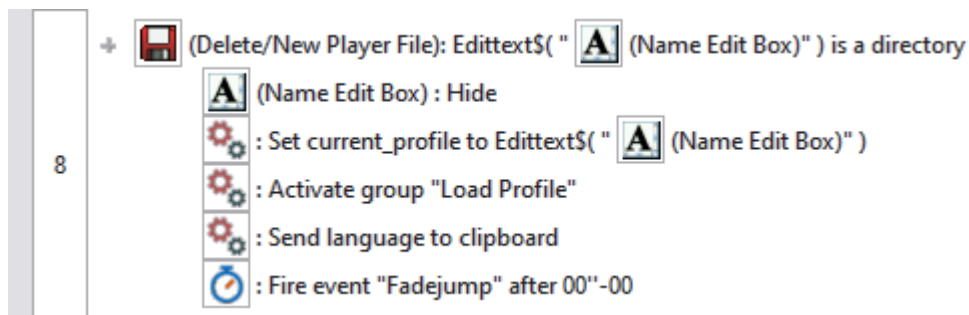 8
+ (Delete/New Player File): Edittext$( " A (Name Edit Box)" ) is a directory
A (Name Edit Box) : Hide
: Set current_profile to Edittext$( " A (Name Edit Box)" )
: Activate group "Load Profile"
: Send language to clipboard
: Fire event "Fadejump" after 00''-00